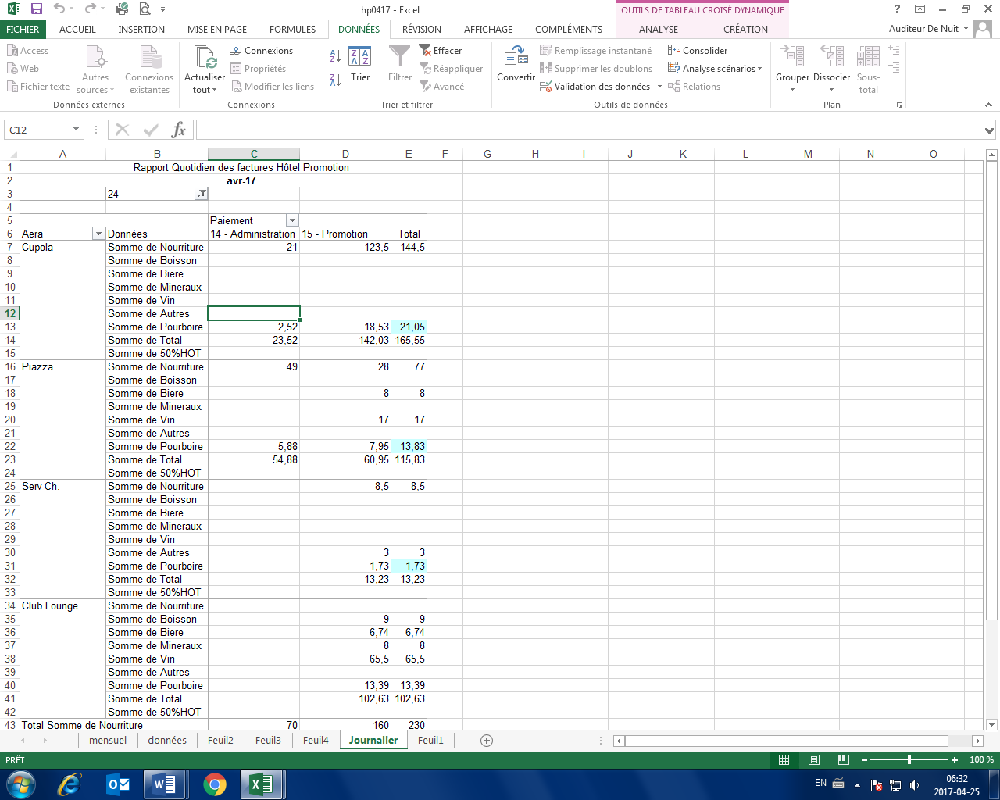 hp0417 - Excel
OUTILS DE TABLEAU CROISÉ DYNAMIQUE
FICHIER ACCUEIL INSERTION MISE EN PAGE FORMULES DONNÉES RÉVISION AFFICHAGE COMPLÉMENTS ANALYSE CRÉATION Auditeur De Nuit
Access
Web
Fichier texte
Autres sources
Connexions existantes
Données externes
Actualiser tout
Connexions
Propriétés
Modifier les liens
Connexions
Trier
Filtrer
Effacer
Réappliquer
Avancé
Trier et filtrer
Convertir
Remplissage instantané
Supprimer les doublons
Validation des données
Consolider
Analyse scénarios
Relations
Outils de données
Grouper
Dissocier
Sous-total
Plan
C12
fx
A B C D E F G H I J K L M N O
1 Rapport Quotidien des factures Hôtel Promotion
2 avr-17
3 24
4
5 Paiement
6 Aera Données 14 - Administration 15 - Promotion Total
7 Cupola Somme de Nourriture 21 123,5 144,5
8 Somme de Boisson
9 Somme de Biere
10 Somme de Mineraux
11 Somme de Vin
12 Somme de Autres
13 Somme de Pourboire 2,52 18,53 21,05
14 Somme de Total 23,52 142,03 165,55
15 Somme de 50%HOT
16 Piazza Somme de Nourriture 49 28 77
17 Somme de Boisson
18 Somme de Biere 8 8
19 Somme de Mineraux
20 Somme de Vin 17 17
21 Somme de Autres
22 Somme de Pourboire 5,88 7,95 13,83
23 Somme de Total 54,88 60,95 115,83
24 Somme de 50%HOT
25 Serv Ch. Somme de Nourriture 8,5 8,5
26 Somme de Boisson
27 Somme de Biere
28 Somme de Mineraux
29 Somme de Vin
30 Somme de Autres 3 3
31 Somme de Pourboire 1,73 1,73
32 Somme de Total 13,23 13,23
33 Somme de 50%HOT
34 Club Lounge Somme de Nourriture
35 Somme de Boisson 9 9
36 Somme de Biere 6,74 6,74
37 Somme de Mineraux 8 8
38 Somme de Vin 65,5 65,5
39 Somme de Autres
40 Somme de Pourboire 13,39 13,39
41 Somme de Total 102,63 102,63
42 Somme de 50%HOT
43 Total Somme de Nourriture 70 160 230
mensuel données Feuil2 Feuil3 Feuil4 Journalier Feuil1
PRÊT 100 %
EN 06:32
2017-04-25